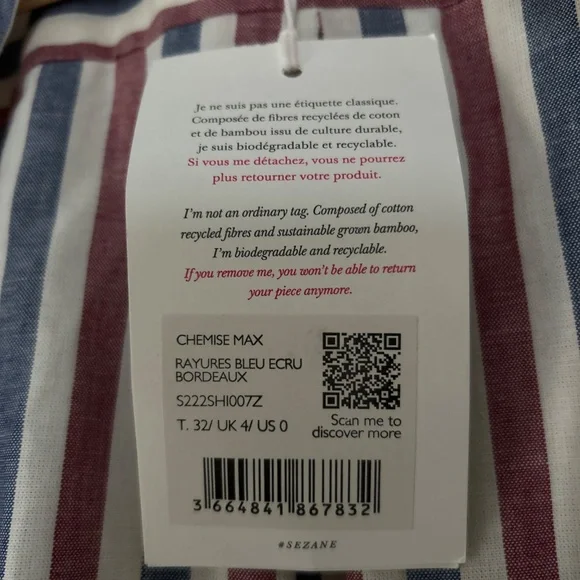 Je ne suis pas une étiquette classique.
Composée de fibres recyclées de coton
et de bambou issu de culture durable,
je suis biodégradable et recyclable.
Si vous me détachez, vous ne pourrez
plus retourner votre produit.
I'm not an ordinary tag. Composed of cotton
recycled fibres and sustainable grown bamboo,
I'm biodegradable and recyclable.
If you remove me, you won't be able to return
your piece anymore.
CHEMISE MAX
RAYURES BLEU ECRU
BORDEAUX
S222SHI007Z
T. 32/ UK 4/ US 0
Scan me to
discover more
3 664841 867832
#SEZANE